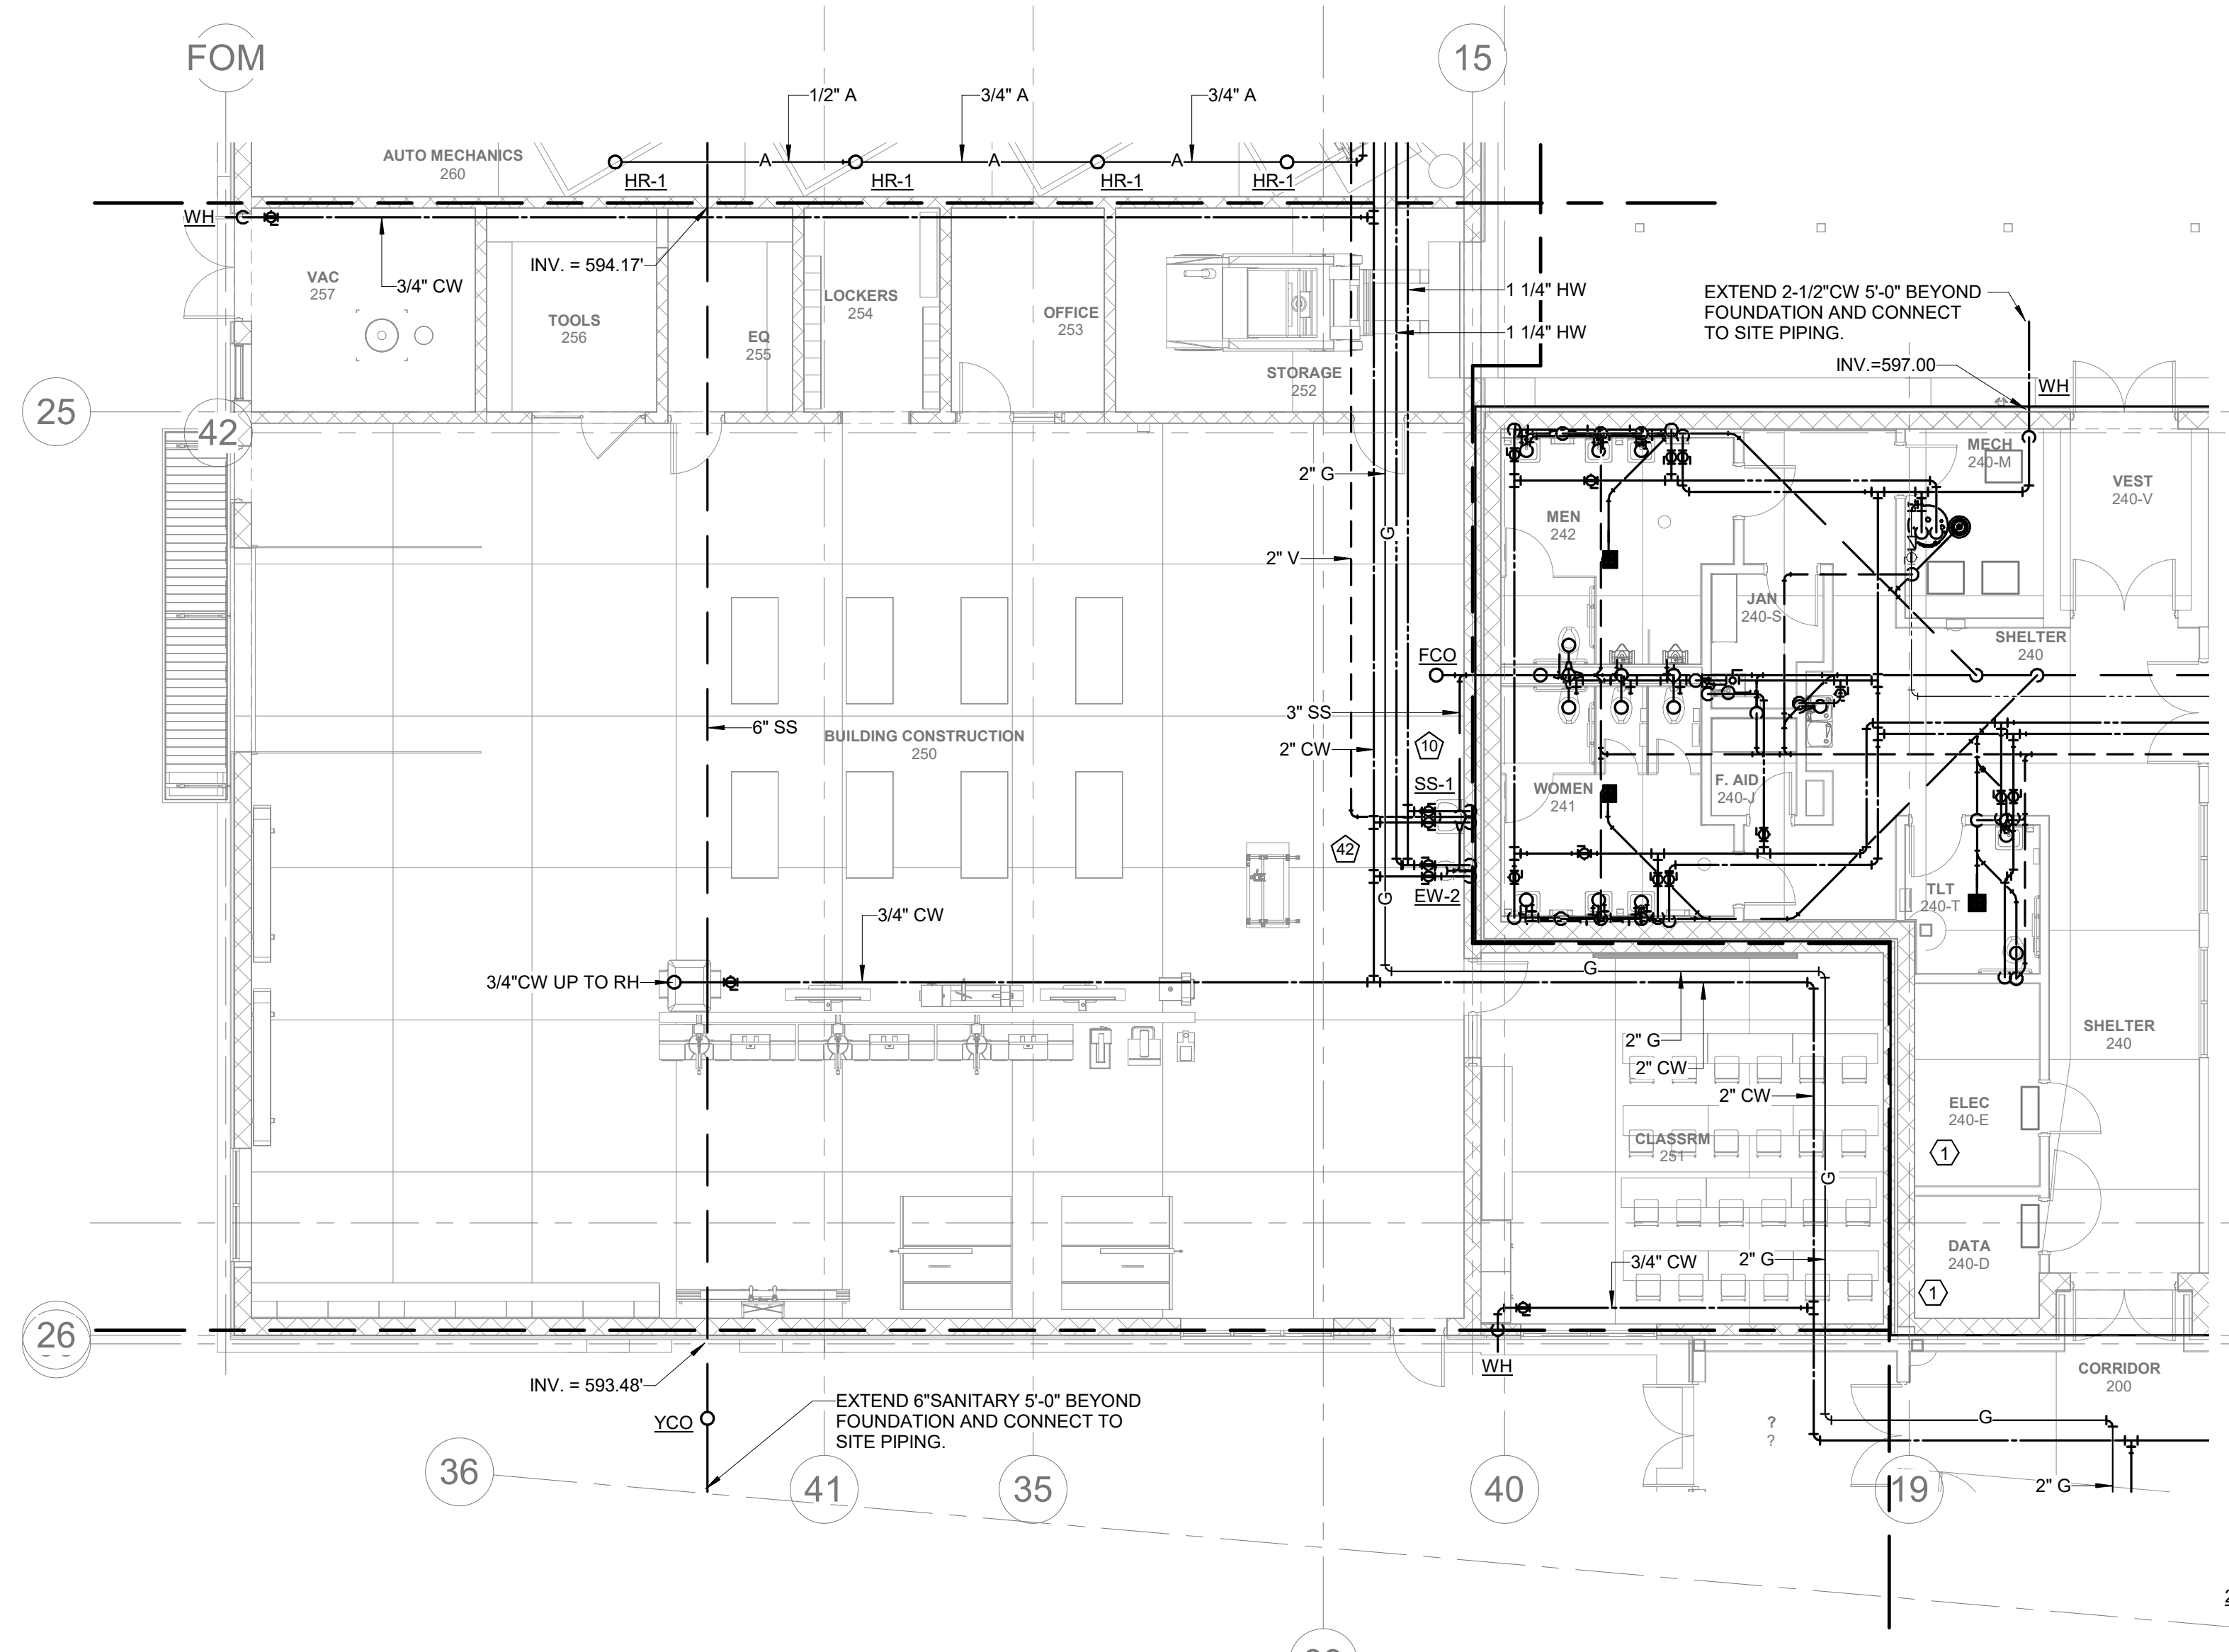 FOM
15
1/2" A
3/4" A
3/4" A
AUTO MECHANICS
260
A
A
A
HR-1
HR-1
HR-1
HR-1
WH
3/4" CW
INV. = 594.17'
VAC
257
TOOLS
256
EQ
255
LOCKERS
254
OFFICE
253
STORAGE
252
1 1/4" HW
1 1/4" HW
EXTEND 2-1/2"CW 5'-0" BEYOND
FOUNDATION AND CONNECT
TO SITE PIPING.
INV.=597.00
WH
25
42
2" G
G
2" V
MEN
242
MECH
240-M
VEST
240-V
JAN
240-S
SHELTER
240
FCO
3" SS
2" CW
10
SS-1
42
EW-2
G
6" SS
BUILDING CONSTRUCTION
250
WOMEN
241
F. AID
240-J
TLT
240-T
3/4" CW
3/4"CW UP TO RH
G
2" G
2" CW
2" CW
SHELTER
240
ELEC
240-E
1
CLASSRM
251
G
DATA
240-D
1
3/4" CW
2" G
26
INV. = 593.48'
WH
CORRIDOR
200
YCO
EXTEND 6"SANITARY 5'-0" BEYOND
FOUNDATION AND CONNECT TO
SITE PIPING.
?
?
G
2" G
36
41
35
40
19